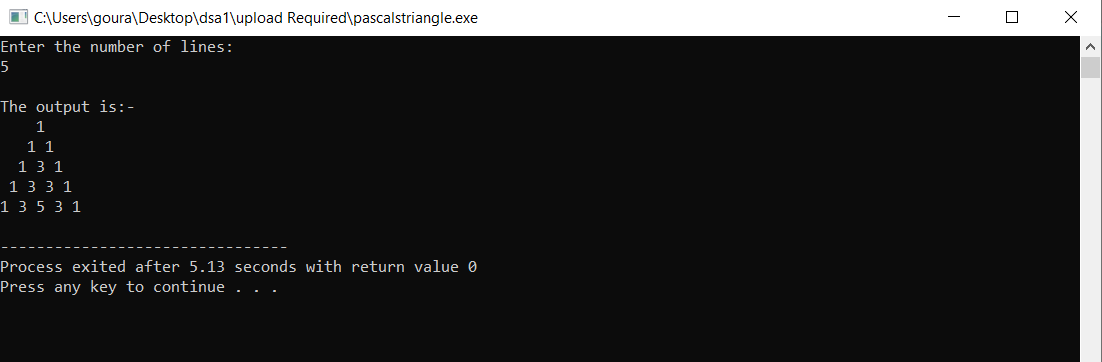 C:\Users\goura\Desktop\dsa1\upload Required\pascalstriangle.exe
Enter the number of lines:
5
The output is:-
    1
   1 1
  1 3 1
 1 3 3 1
1 3 5 3 1
--------------------------------
Process exited after 5.13 seconds with return value 0
Press any key to continue . . .